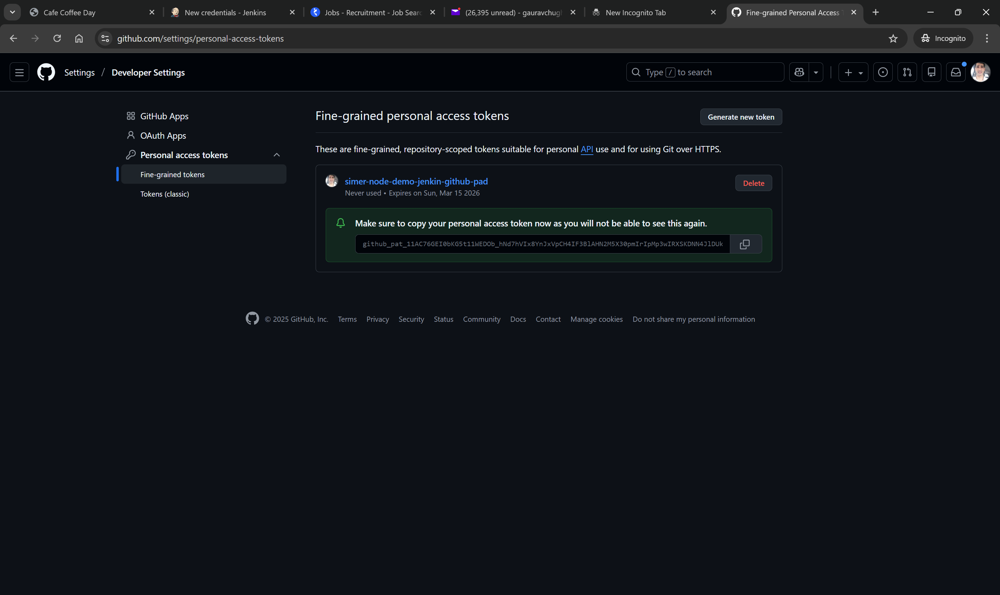 Cafe Coffee Day
New credentials - Jenkins
Jobs - Recruitment - Job Searc
(26,395 unread) - gauravchugh
New Incognito Tab
Fine-grained Personal Access T
github.com/settings/personal-access-tokens
Incognito
Settings / Developer Settings
Type / to search
GitHub Apps
OAuth Apps
Personal access tokens
Fine-grained tokens
Tokens (classic)
Fine-grained personal access tokens
Generate new token
These are fine-grained, repository-scoped tokens suitable for personal API use and for using Git over HTTPS.
simer-node-demo-jenkin-github-pad
Never used • Expires on Sun, Mar 15 2026
Delete
Make sure to copy your personal access token now as you will not be able to see this again.
github_pat_[secret token redacted]
© 2025 GitHub, Inc. Terms Privacy Security Status Community Docs Contact Manage cookies Do not share my personal information